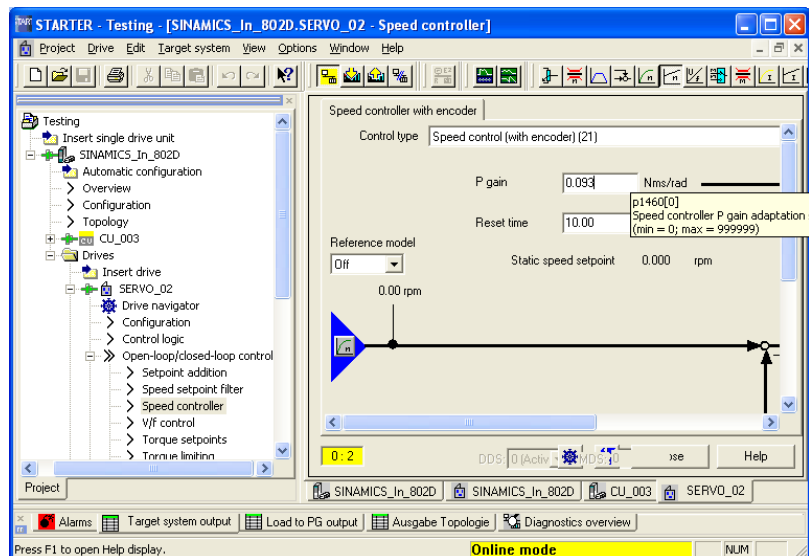 STARTER - Testing - [SINAMICS_In_802D.SERVO_02 - Speed controller]
Project Drive Edit Target system View Options Window Help
Testing
Insert single drive unit
SINAMICS_In_802D
Automatic configuration
> Overview
> Configuration
> Topology
CU_003
Drives
Insert drive
SERVO_02
Drive navigator
> Configuration
> Control logic
>> Open-loop/closed-loop control
> Setpoint addition
> Speed setpoint filter
> Speed controller
> V/f control
> Torque setpoints
> Torque limiting
Project
Speed controller with encoder
Control type Speed control (with encoder) (21)
P gain 0.093 Nms/rad
p1460[0]
Speed controller P gain adaptation
(min = 0; max = 999999)
Reset time 10.00
Reference model
Off
Static speed setpoint 0.000 rpm
0.00 rpm
n
0 : 2
DDS: 0 (Activ MDS: 0 ose Help
SINAMICS_In_802D SINAMICS_In_802D CU_003 SERVO_02
Alarms Target system output Load to PG output Ausgabe Topologie Diagnostics overview
Press F1 to open Help display. Online mode NUM